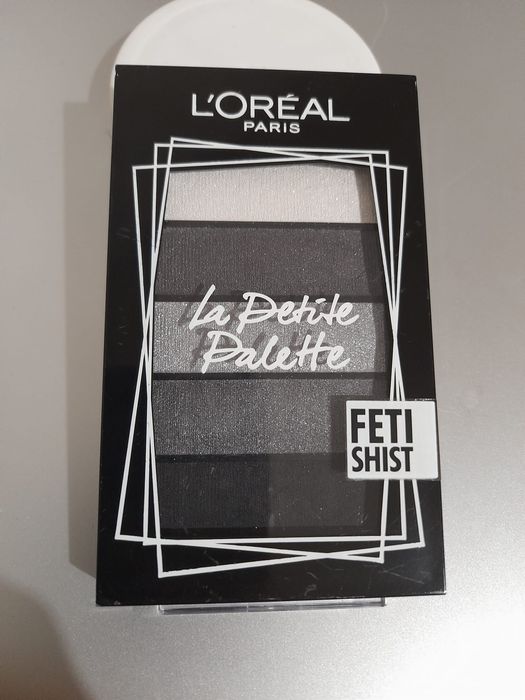 L'ORÉAL
PARIS
La Petite
Palette
FETI
SHIST